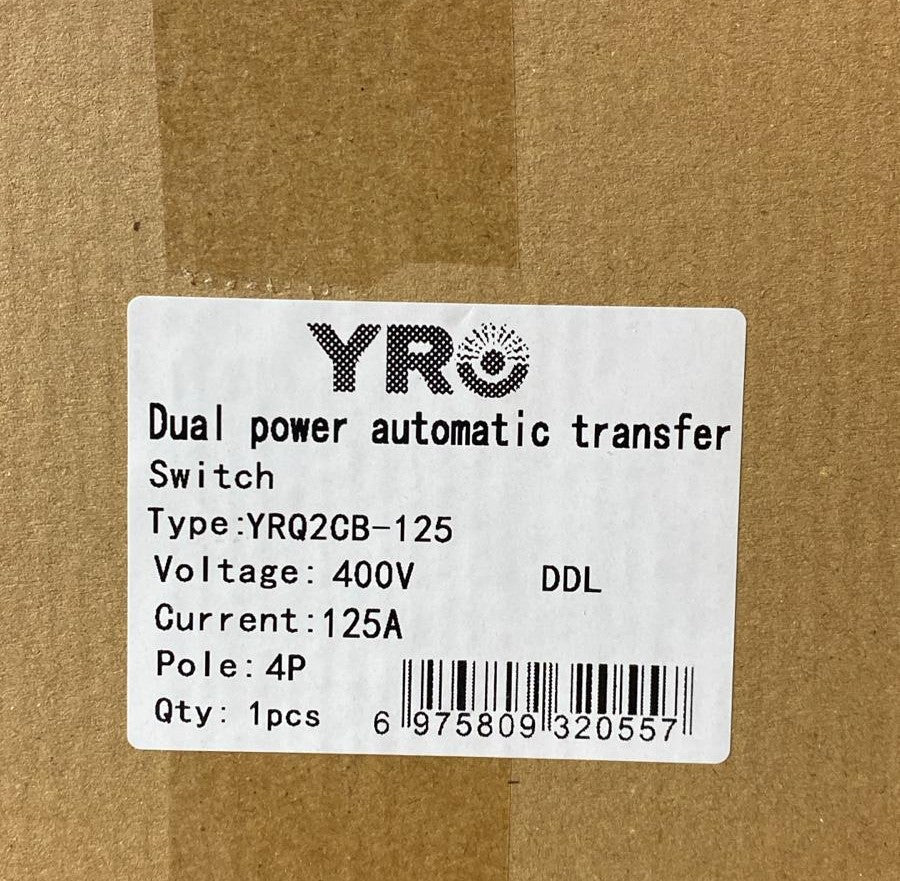 YRO
Dual power automatic transfer
Switch
Type:YRQ2CB-125
Voltage: 400V DDL
Current:125A
Pole: 4P
Qty: 1pcs
6 975809 320557